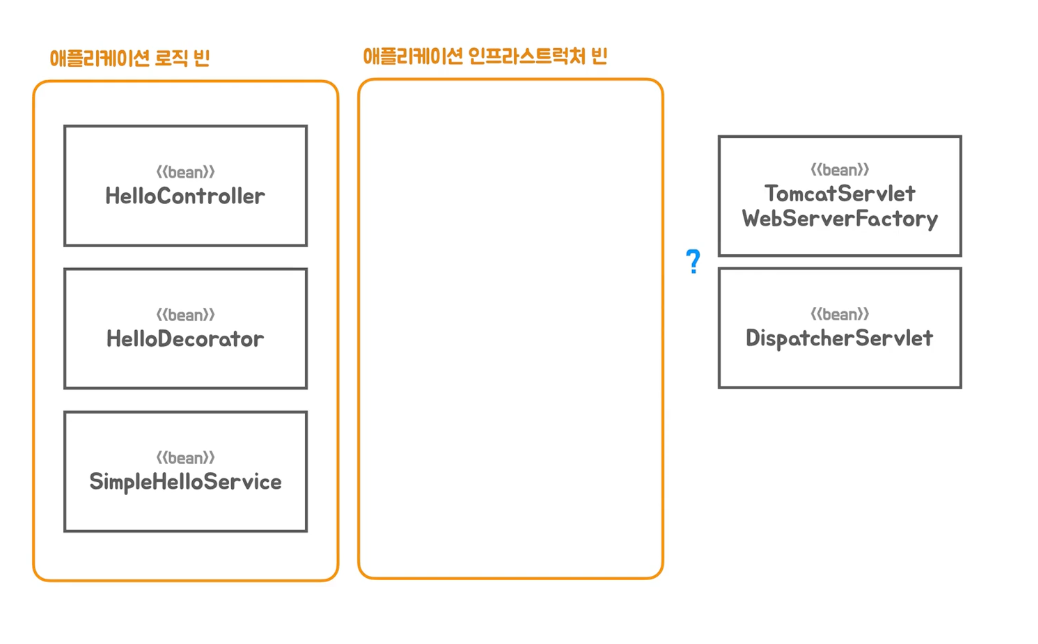 애플리케이션 로직 빈
애플리케이션 인프라스트럭처 빈
<<bean>>
HelloController
<<bean>>
HelloDecorator
<<bean>>
SimpleHelloService
?
<<bean>>
TomcatServlet
WebServerFactory
<<bean>>
DispatcherServlet